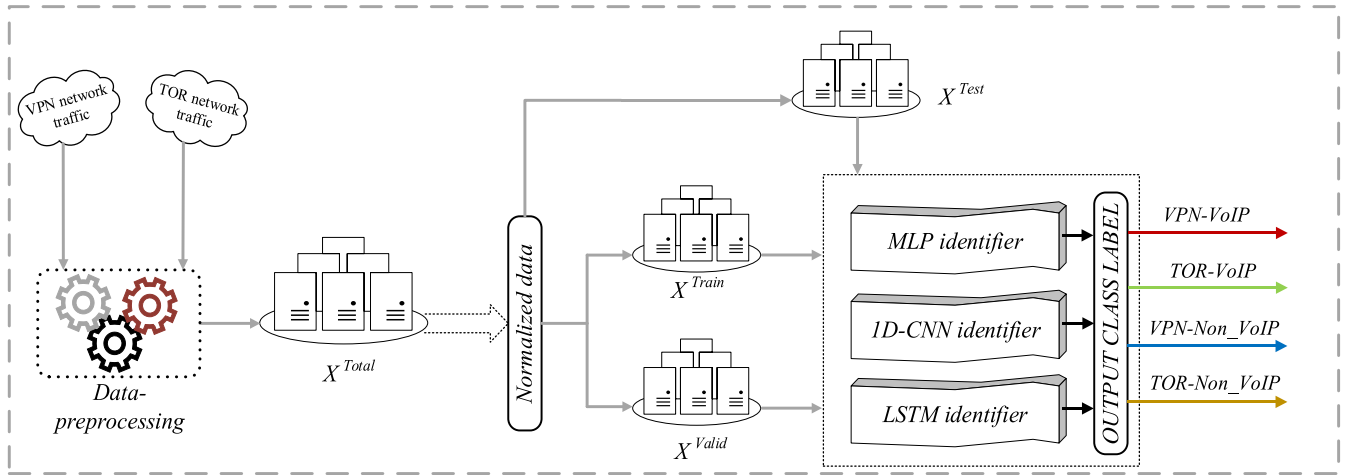 VPN network
traffic
TOR network
traffic
Data-
preprocessing
X Total
Normalized data
X Test
X Train
X Valid
MLP identifier
1D-CNN identifier
LSTM identifier
OUTPUT CLASS LABEL
VPN-VoIP
TOR-VoIP
VPN-Non_VoIP
TOR-Non_VoIP